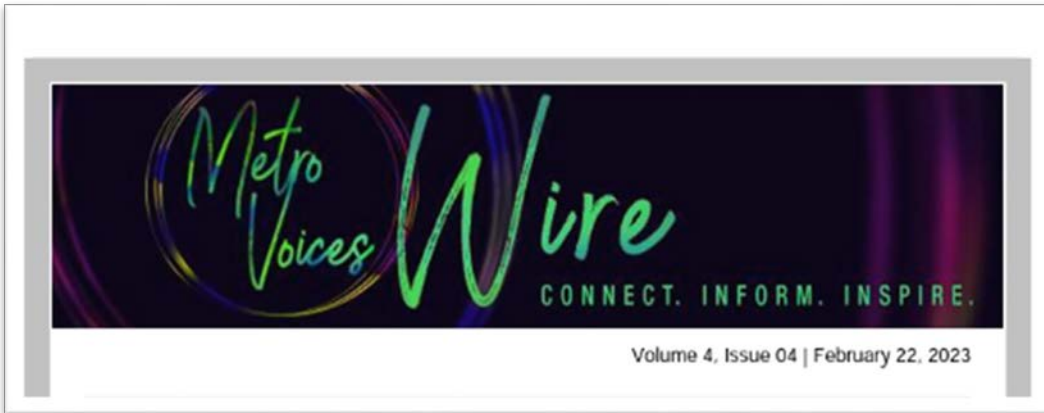 Metro
Voices
Wire
CONNECT. INFORM. INSPIRE.
Volume 4, Issue 04 | February 22, 2023